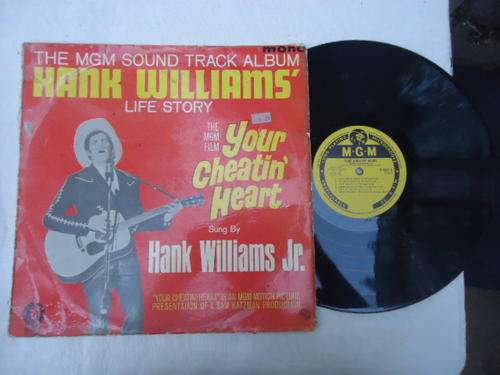 mono
THE MGM SOUND TRACK ALBUM
HANK WILLIAMS'
LIFE STORY
THE
MGM
FILM
Your
Cheatin'
Heart
Sung By
Hank Williams Jr.
"YOUR CHEATIN' HEART" IS AN MGM MOTION PICTURE
PRESENTATION OF A SAM KATZMAN PRODUCTION
M-G-M